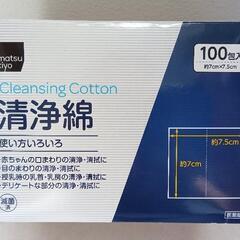 matsu
kiyo
100包入
約7cm×7.5cm
Cleansing Cotton
清浄綿
使い方いろいろ
約7.5cm
約7cm
•赤ちゃんの口まわりの清浄・清拭に
•目のまわりの清浄・清拭に
•授乳時の乳首・乳房の清浄・清拭に
•デリケートな部分の清浄・清拭に
滅菌
済